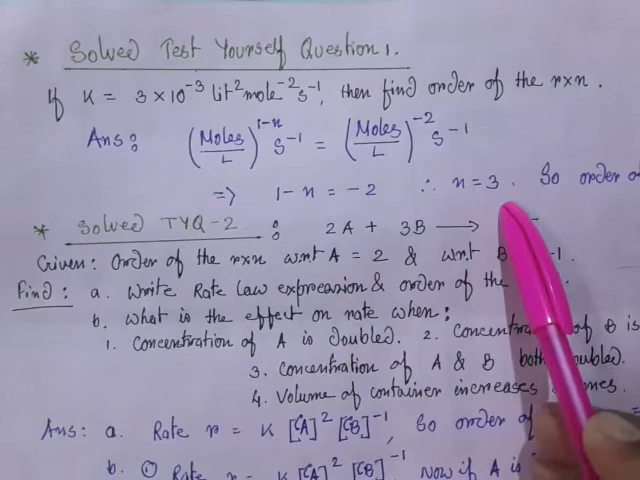 * Solved Test Yourself Question 1.
If K = 3 × 10⁻³ lit² mole⁻² s⁻¹, then find order of the rxn.
Ans: (Moles/L)¹⁻ⁿ s⁻¹ = (Moles/L)⁻² s⁻¹
=> 1 - n = -2 ∴ n = 3. So order of
* Solved TYQ-2 : 2A + 3B ⟶
Given: Order of the rxn w.r.t A = 2 & w.r.t B -1.
Find: a. Write Rate law expression & order of the
b. What is the effect on rate when:
1. Concentration of A is doubled. 2. Concentration of B is
3. Concentration of A & B both doubled.
4. Volume of container increases
Ans: a. Rate r = K [CA]² [CB]⁻¹, So order of =
b. ① Rate r = K [CA]² [CB]⁻¹ Now if A is